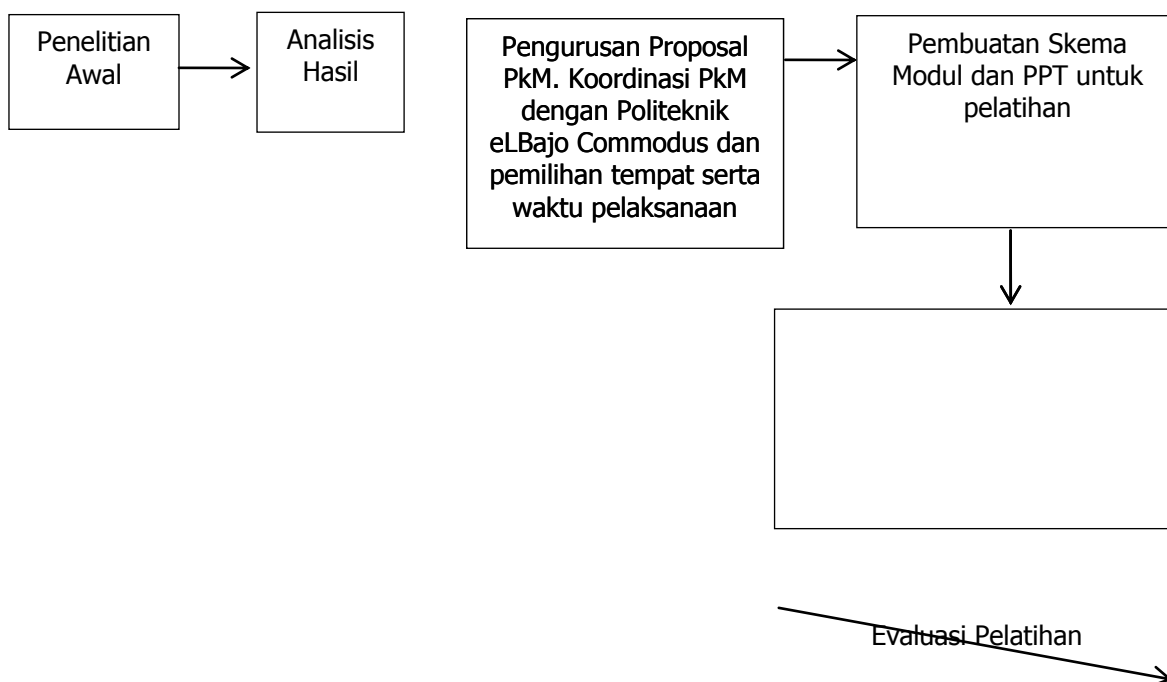 Penelitian
Awal
Analisis
Hasil
Pengurusan Proposal
PkM. Koordinasi PkM
dengan Politeknik
eLBajo Commodus dan
pemilihan tempat serta
waktu pelaksanaan
Pembuatan Skema
Modul dan PPT untuk
pelatihan
Evaluasi Pelatihan